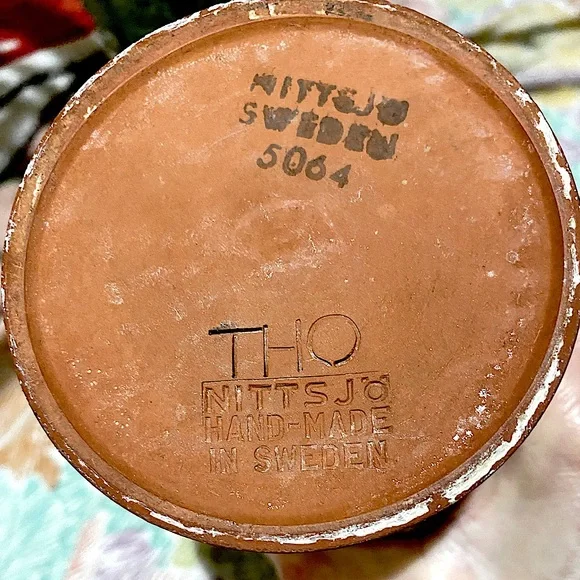 NITTSJÖ
SWEDEN
5064
THO
NITTSJÖ
HAND-MADE
IN SWEDEN